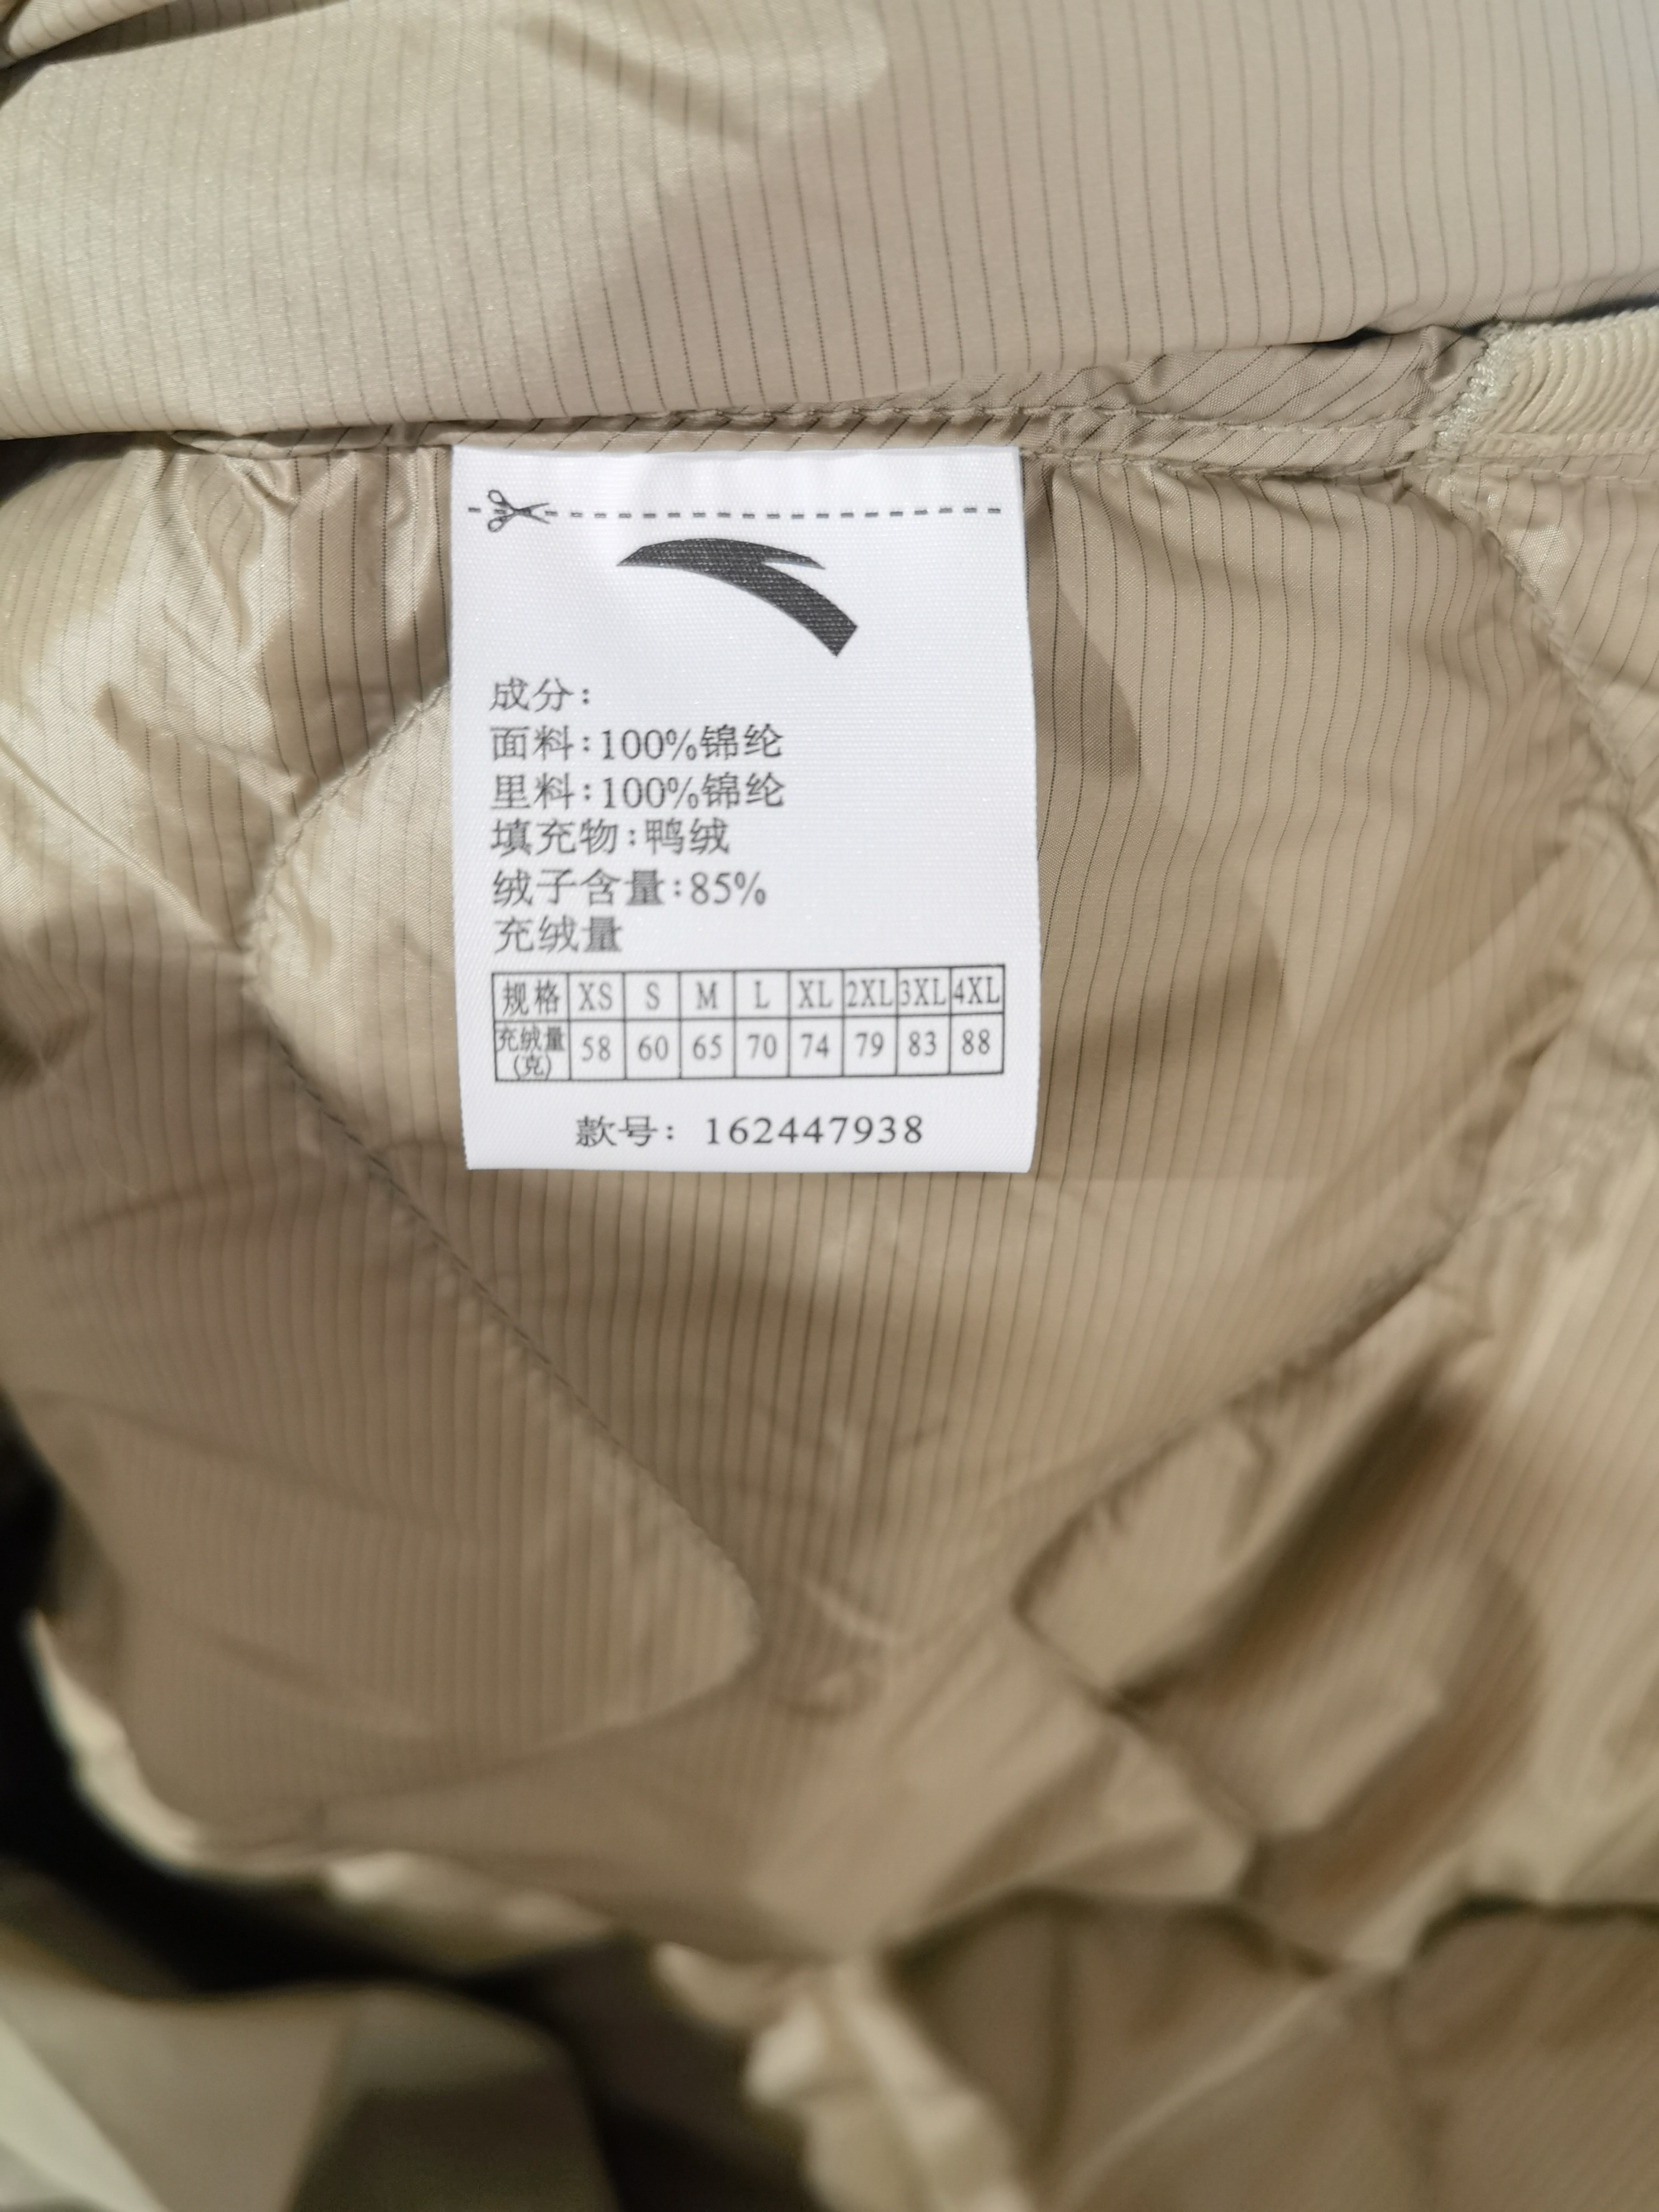 成分：
面料：100%锦纶
里料：100%锦纶
填充物：鸭绒
绒子含量：85%
充绒量
规格 XS S M L XL 2XL 3XL 4XL
充绒量(克) 58 60 65 70 74 79 83 88
款号：162447938